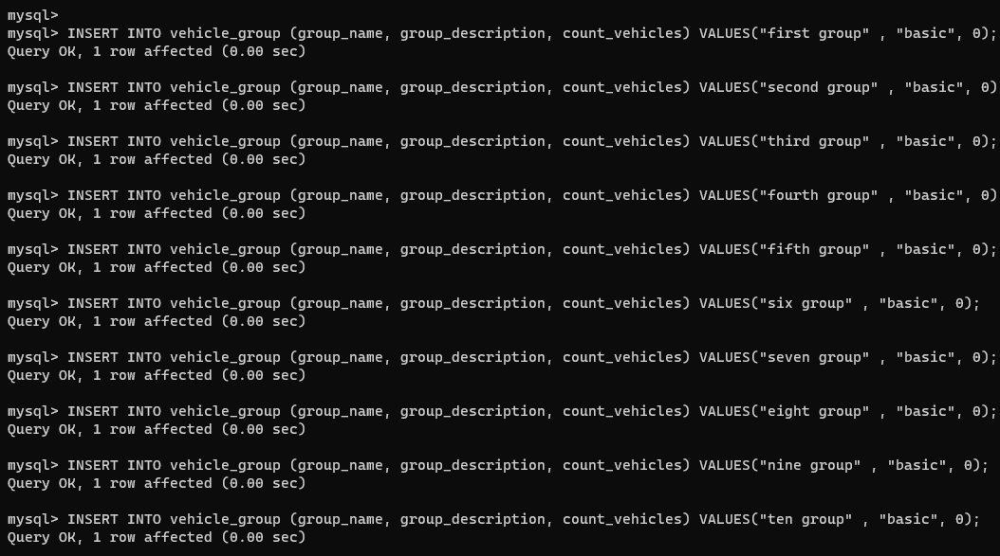 mysql>
mysql> INSERT INTO vehicle_group (group_name, group_description, count_vehicles) VALUES("first group" , "basic", 0);
Query OK, 1 row affected (0.00 sec)
mysql> INSERT INTO vehicle_group (group_name, group_description, count_vehicles) VALUES("second group" , "basic", 0)
Query OK, 1 row affected (0.00 sec)
mysql> INSERT INTO vehicle_group (group_name, group_description, count_vehicles) VALUES("third group" , "basic", 0);
Query OK, 1 row affected (0.00 sec)
mysql> INSERT INTO vehicle_group (group_name, group_description, count_vehicles) VALUES("fourth group" , "basic", 0)
Query OK, 1 row affected (0.00 sec)
mysql> INSERT INTO vehicle_group (group_name, group_description, count_vehicles) VALUES("fifth group" , "basic", 0);
Query OK, 1 row affected (0.00 sec)
mysql> INSERT INTO vehicle_group (group_name, group_description, count_vehicles) VALUES("six group" , "basic", 0);
Query OK, 1 row affected (0.00 sec)
mysql> INSERT INTO vehicle_group (group_name, group_description, count_vehicles) VALUES("seven group" , "basic", 0);
Query OK, 1 row affected (0.00 sec)
mysql> INSERT INTO vehicle_group (group_name, group_description, count_vehicles) VALUES("eight group" , "basic", 0);
Query OK, 1 row affected (0.00 sec)
mysql> INSERT INTO vehicle_group (group_name, group_description, count_vehicles) VALUES("nine group" , "basic", 0);
Query OK, 1 row affected (0.00 sec)
mysql> INSERT INTO vehicle_group (group_name, group_description, count_vehicles) VALUES("ten group" , "basic", 0);
Query OK, 1 row affected (0.00 sec)